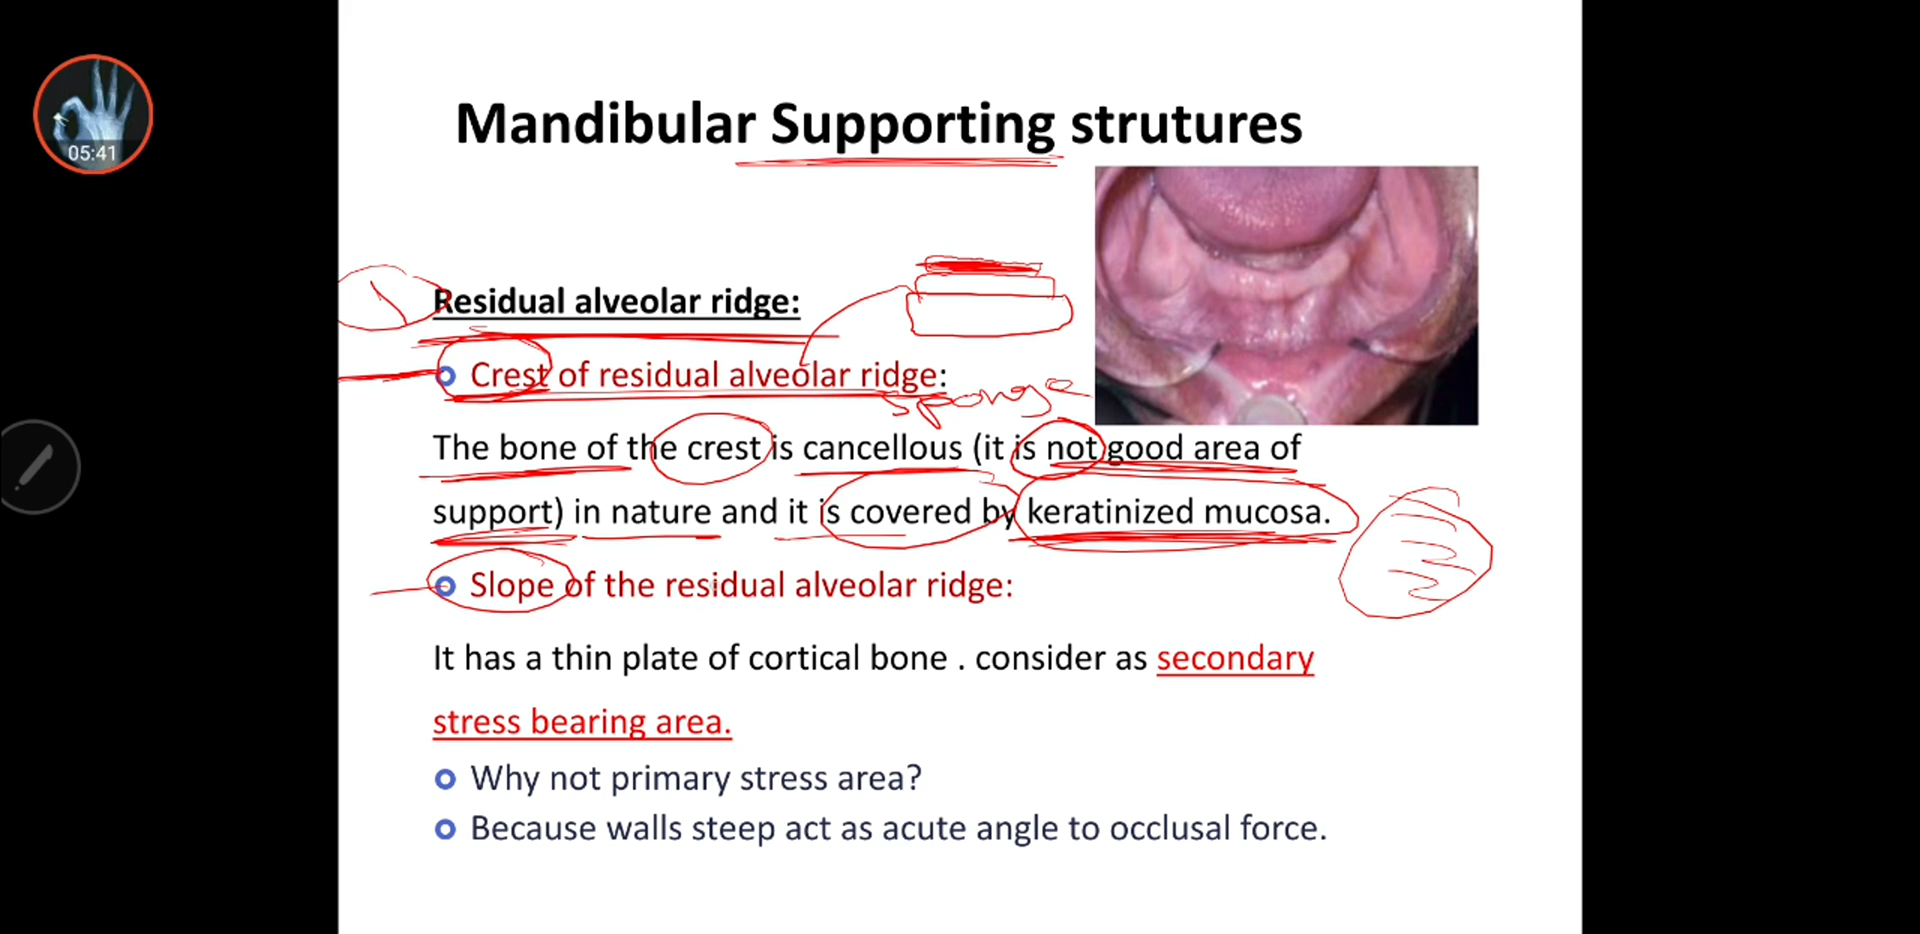 05:41
Mandibular Supporting strutures
Residual alveolar ridge:
Crest of residual alveolar ridge:
sponge
The bone of the crest is cancellous (it is not good area of
support) in nature and it is covered by keratinized mucosa.
Slope of the residual alveolar ridge:
It has a thin plate of cortical bone . consider as secondary
stress bearing area.
Why not primary stress area?
Because walls steep act as acute angle to occlusal force.